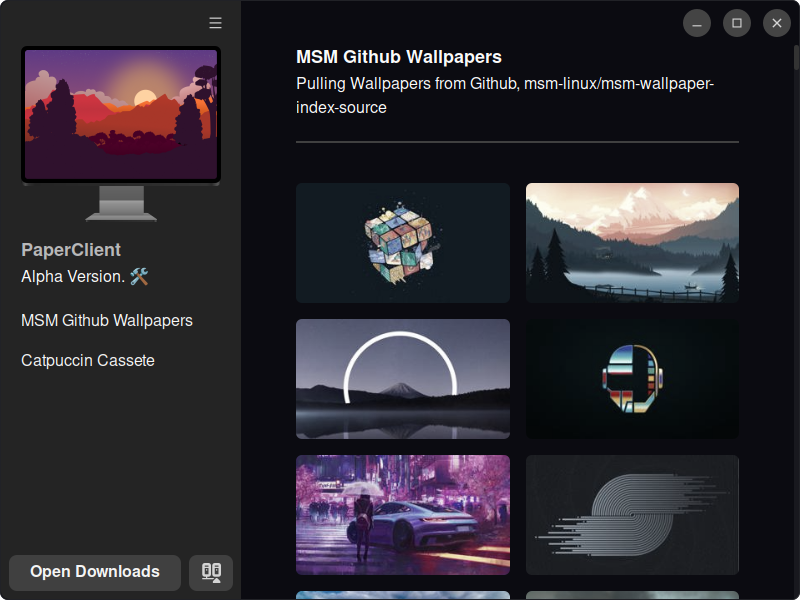 MSM Github Wallpapers
Pulling Wallpapers from Github, msm-linux/msm-wallpaper-
index-source
PaperClient
Alpha Version. 🛠️
MSM Github Wallpapers
Catpuccin Cassete
Open Downloads